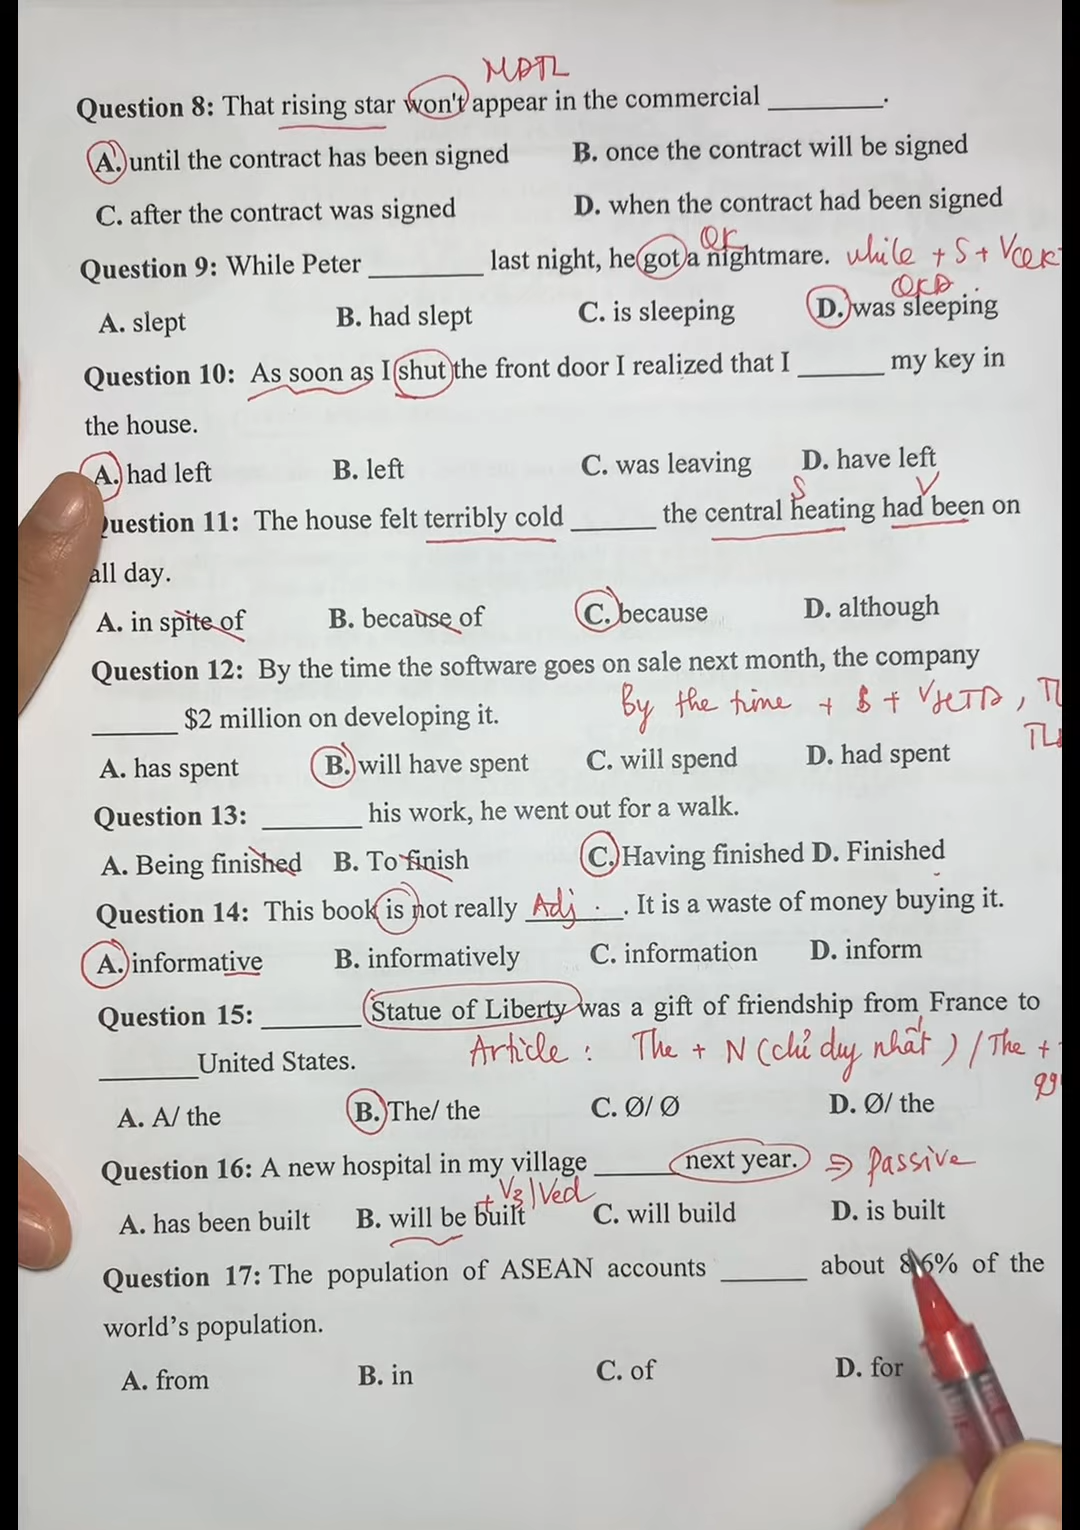 MĐTL
Question 8: That rising star won't appear in the commercial ________.
A. until the contract has been signed B. once the contract will be signed
C. after the contract was signed D. when the contract had been signed
QK
Question 9: While Peter ________ last night, he got a nightmare. while + S + V
QKD
A. slept B. had slept C. is sleeping D. was sleeping
Question 10: As soon as I shut the front door I realized that I ______ my key in
the house.
A. had left B. left C. was leaving D. have left
S V
Question 11: The house felt terribly cold ______ the central heating had been on
all day.
A. in spite of B. because of C. because D. although
Question 12: By the time the software goes on sale next month, the company
______ $2 million on developing it. By the time + S + VHTĐ, TL
A. has spent B. will have spent C. will spend D. had spent
Question 13: _______ his work, he went out for a walk.
A. Being finished B. To finish C. Having finished D. Finished
Question 14: This book is not really Adj. It is a waste of money buying it.
A. informative B. informatively C. information D. inform
Question 15: _______ Statue of Liberty was a gift of friendship from France to
_______ United States. Article : The + N (chỉ duy nhất) / The +
A. A/ the B. The/ the C. Ø/ Ø D. Ø/ the
Question 16: A new hospital in my village ______ next year. ⇒ Passive
+ V3/Ved
A. has been built B. will be built C. will build D. is built
Question 17: The population of ASEAN accounts ______ about 8.6% of the
world's population.
A. from B. in C. of D. for